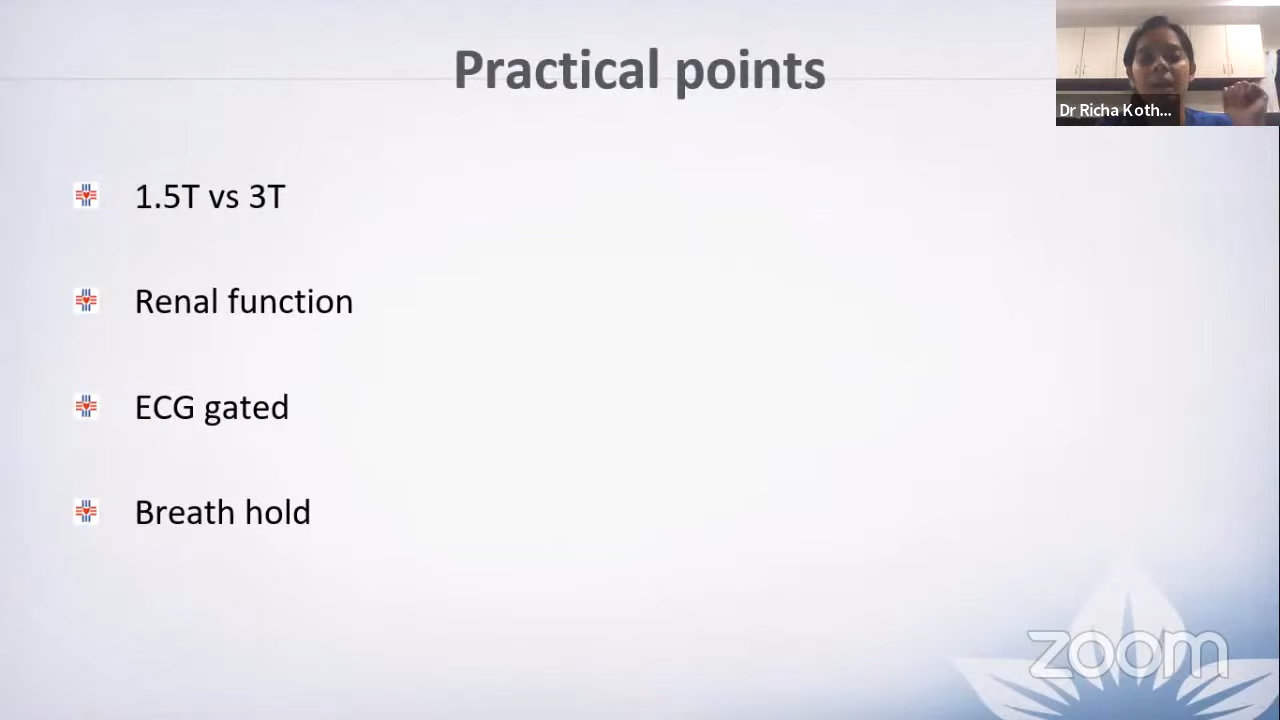 Practical points
Dr Richa Koth...
1.5T vs 3T
Renal function
ECG gated
Breath hold
zoom